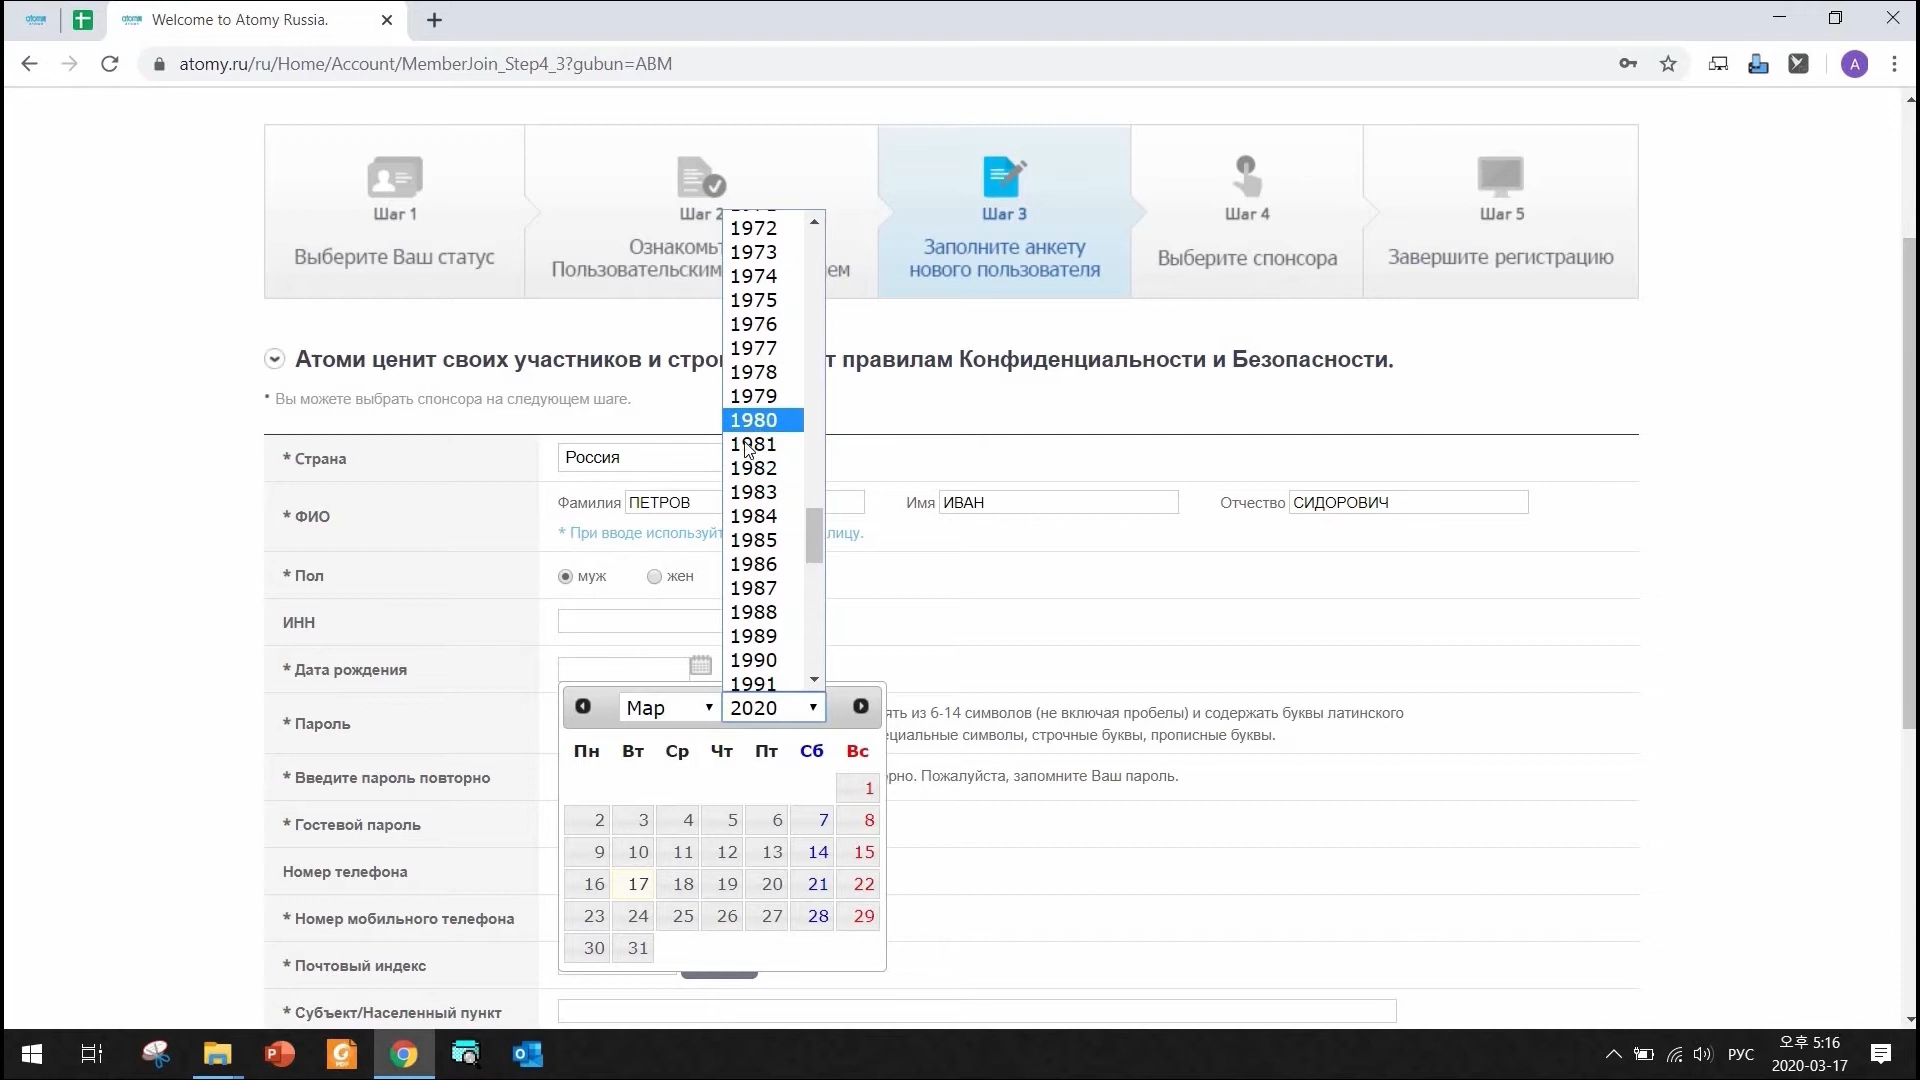 Welcome to Atomy Russia.
atomy.ru/ru/Home/Account/MemberJoin_Step4_3?gubun=ABM
A
Шаг 1
Выберите Ваш статус
Шаг 2
Пользовательским
Шаг 3
Заполните анкету
нового пользователя
Шаг 4
Выберите спонсора
Шаг 5
Завершите регистрацию
Атоми ценит своих участников и правилам Конфиденциальности и Безопасности.
* Вы можете выбрать спонсора на следующем шаге.
1972
1973
1974
1975
1976
1977
1978
1979
1980
1981
1982
1983
1984
1985
1986
1987
1988
1989
1990
1991
* Страна Россия
* ФИО Фамилия ПЕТРОВ Имя ИВАН Отчество СИДОРОВИЧ
* При вводе
* Пол муж жен
ИНН
* Дата рождения
Мар 2020
Пн Вт Ср Чт Пт Сб Вс
1
2 3 4 5 6 7 8
9 10 11 12 13 14 15
16 17 18 19 20 21 22
23 24 25 26 27 28 29
30 31
* Пароль из 6-14 символов (не включая пробелы) и содержать буквы латинского
символы, строчные буквы, прописные буквы.
* Введите пароль повторно Пожалуйста, запомните Ваш пароль.
* Гостевой пароль
Номер телефона
* Номер мобильного телефона
* Почтовый индекс
* Субъект/Населенный пункт
РУС
오후 5:16
2020-03-17